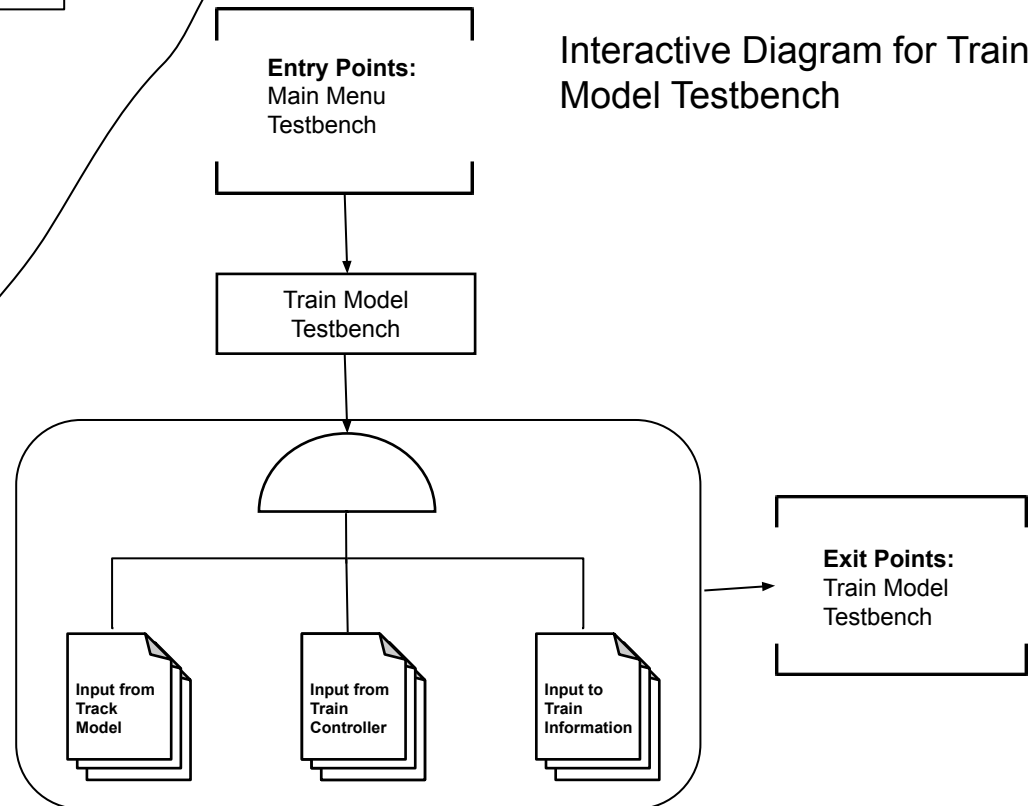 Interactive Diagram for Train
Model Testbench
Entry Points:
Main Menu
Testbench
Train Model
Testbench
Input from
Track
Model
Input from
Train
Controller
Input to
Train
Information
Exit Points:
Train Model
Testbench